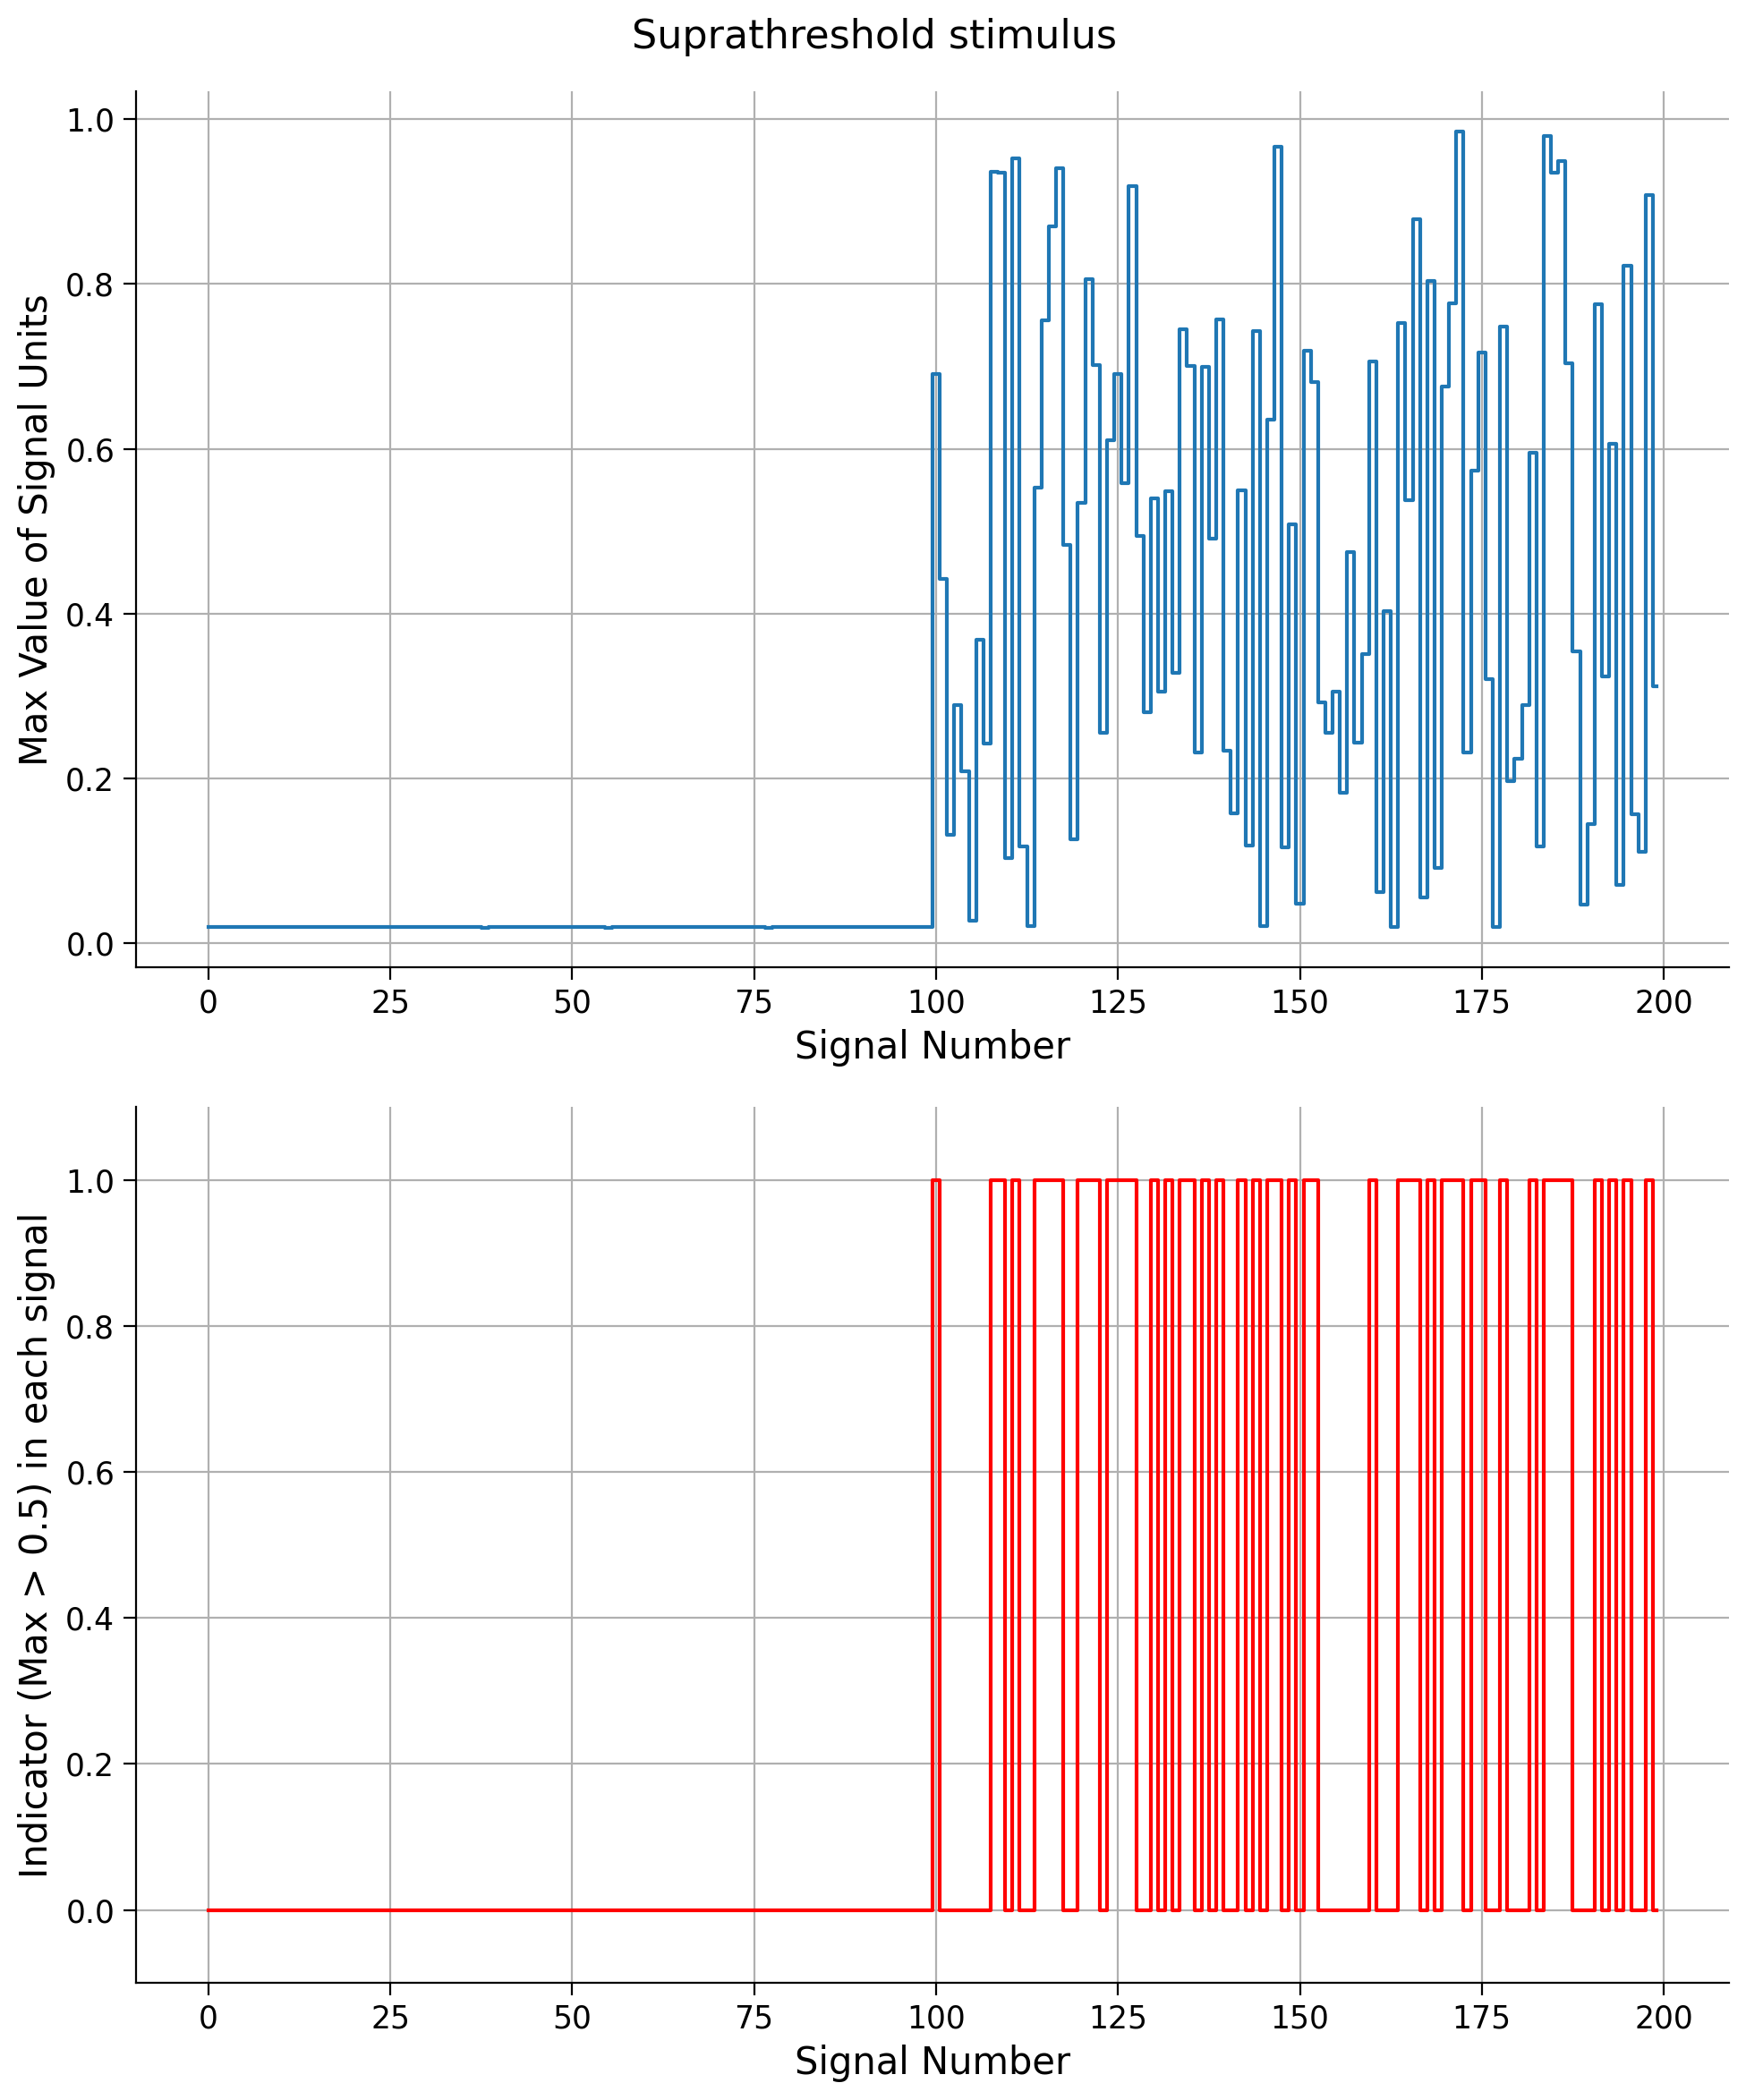 Suprathreshold stimulus
Max Value of Signal Units
1.0
0.8
0.6
0.4
0.2
0.0
0 25 50 75 100 125 150 175 200
Signal Number
Indicator (Max > 0.5) in each signal
1.0
0.8
0.6
0.4
0.2
0.0
0 25 50 75 100 125 150 175 200
Signal Number